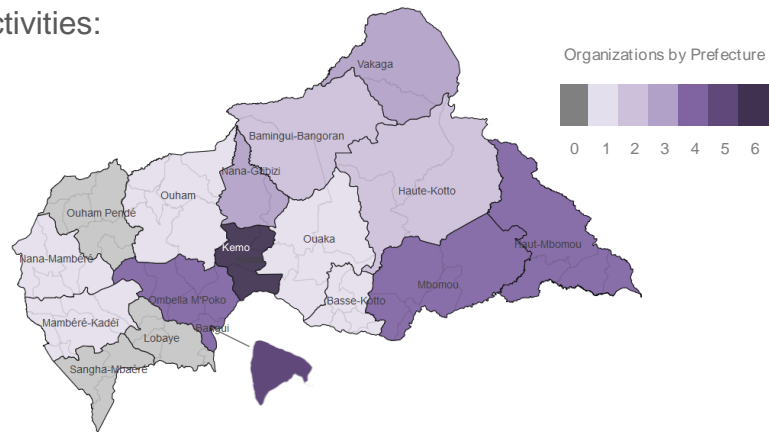 ctivities:
Organizations by Prefecture
0 1 2 3 4 5 6
Vakaga
Bamingui-Bangoran
Nana-Grbizi
Ouham
Haute-Kotto
Ouham Pendé
Kemo
Ouaka
Haut-Mbomou
Nana-Mambéré
Mbomou
Ombella M'Poko
Basse-Kotto
Mambéré-Kadéï
Bangui
Lobaye
Sangha-Mbaéré